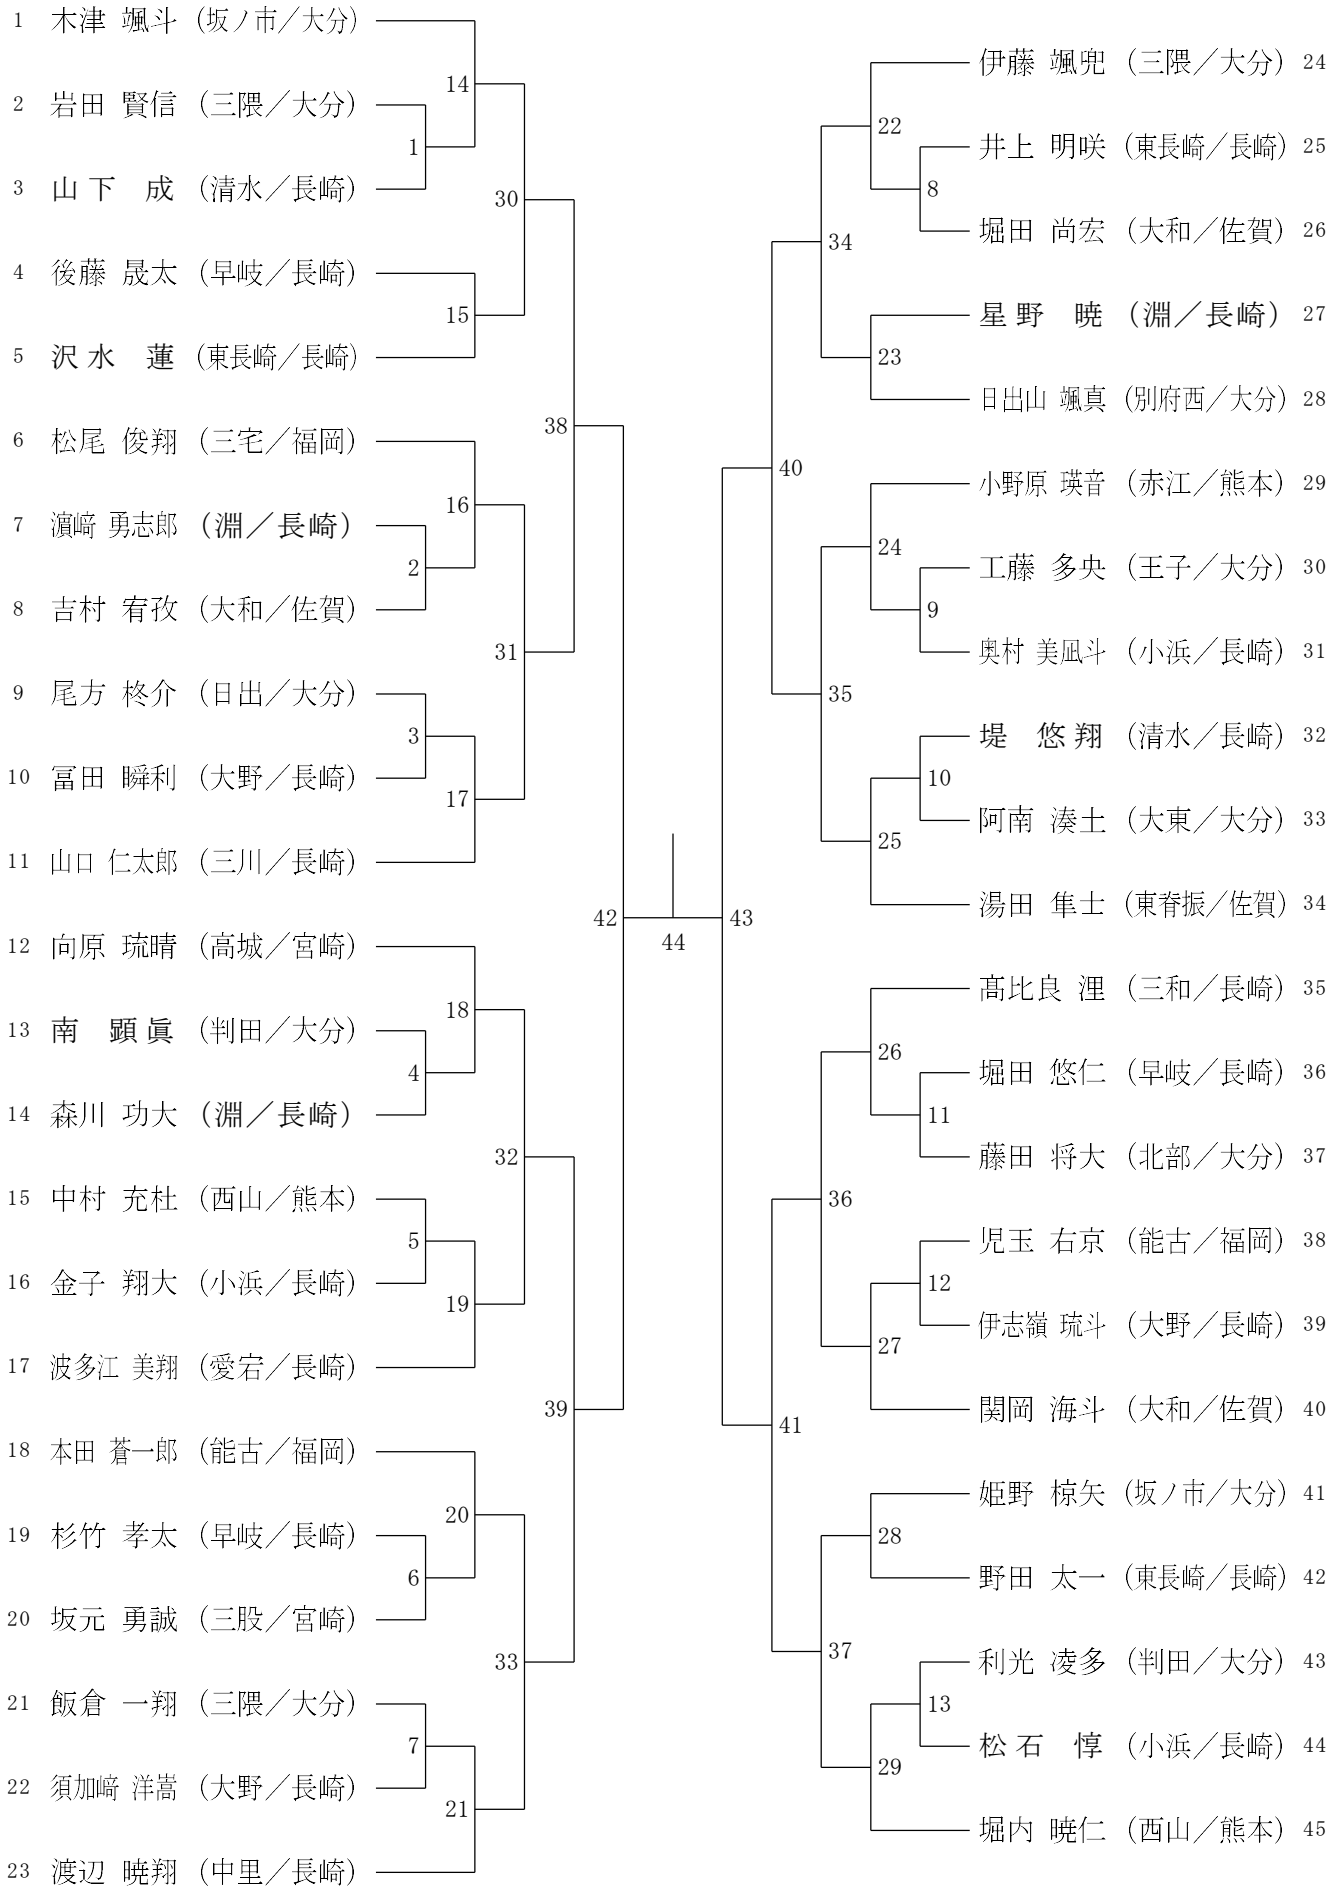 1 木津 颯斗 (坂ノ市／大分)
2 岩田 賢信 (三隈／大分)
3 山下 成 (清水／長崎)
4 後藤 晟太 (早岐／長崎)
5 沢水 蓮 (東長崎／長崎)
6 松尾 俊翔 (三宅／福岡)
7 濵﨑 勇志郎 (淵／長崎)
8 吉村 宥孜 (大和／佐賀)
9 尾方 柊介 (日出／大分)
10 冨田 瞬利 (大野／長崎)
11 山口 仁太郎 (三川／長崎)
12 向原 琉晴 (高城／宮崎)
13 南 顕眞 (判田／大分)
14 森川 功大 (淵／長崎)
15 中村 充杜 (西山／熊本)
16 金子 翔大 (小浜／長崎)
17 波多江 美翔 (愛宕／長崎)
18 本田 蒼一郎 (能古／福岡)
19 杉竹 孝太 (早岐／長崎)
20 坂元 勇誠 (三股／宮崎)
21 飯倉 一翔 (三隈／大分)
22 須加﨑 洋嵩 (大野／長崎)
23 渡辺 暁翔 (中里／長崎)
1
2
3
4
5
6
7
14
15
16
17
18
19
20
21
30
31
32
33
38
39
42
44
43
40
41
34
35
36
37
22
23
24
25
26
27
28
29
8
9
10
11
12
13
伊藤 颯兜 (三隈／大分) 24
井上 明咲 (東長崎／長崎) 25
堀田 尚宏 (大和／佐賀) 26
星野 暁 (淵／長崎) 27
日出山 颯真 (別府西／大分) 28
小野原 瑛音 (赤江／熊本) 29
工藤 多央 (王子／大分) 30
奥村 美凪斗 (小浜／長崎) 31
堤 悠翔 (清水／長崎) 32
阿南 湊土 (大東／大分) 33
湯田 隼士 (東脊振／佐賀) 34
髙比良 浬 (三和／長崎) 35
堀田 悠仁 (早岐／長崎) 36
藤田 将大 (北部／大分) 37
児玉 右京 (能古／福岡) 38
伊志嶺 琉斗 (大野／長崎) 39
関岡 海斗 (大和／佐賀) 40
姫野 椋矢 (坂ノ市／大分) 41
野田 太一 (東長崎／長崎) 42
利光 凌多 (判田／大分) 43
松石 惇 (小浜／長崎) 44
堀内 暁仁 (西山／熊本) 45